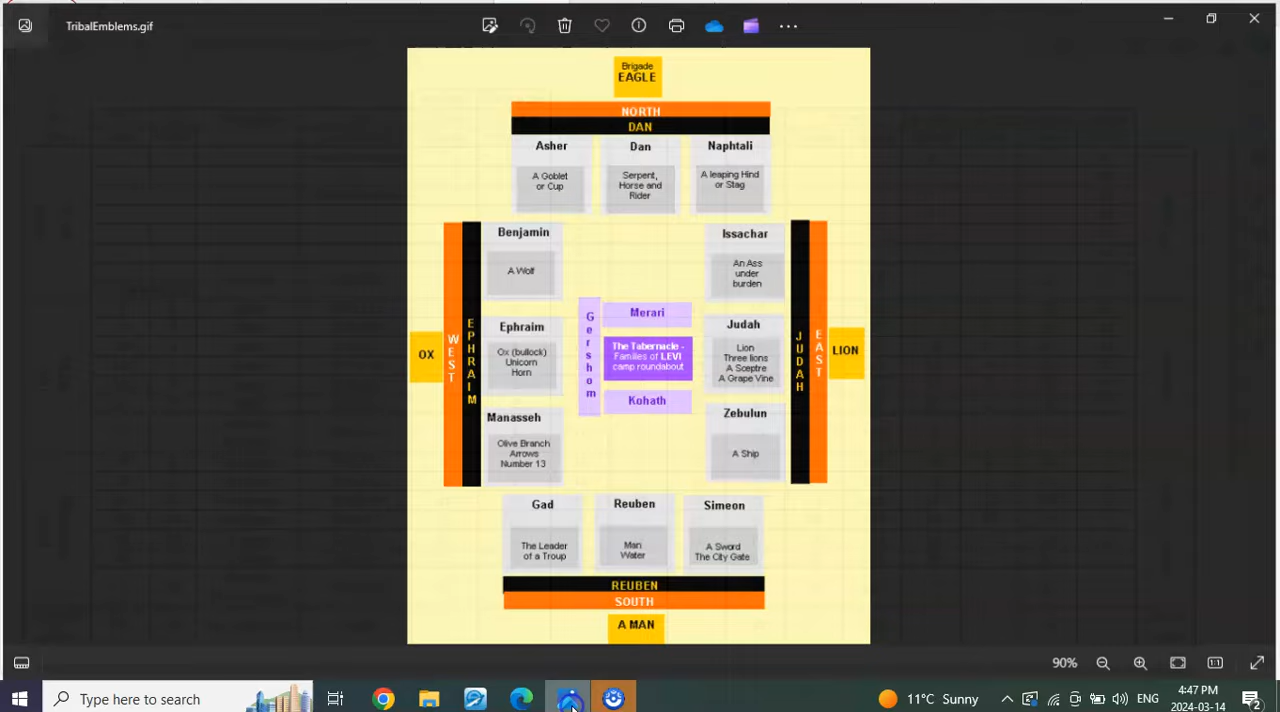 TribalEmblems.gif
Brigade
EAGLE
NORTH
DAN
Asher
A Goblet
or Cup
Dan
Serpent,
Horse and
Rider
Naphtali
A leaping Hind
or Stag
Benjamin
A Wolf
Issachar
An Ass
under
burden
OX
WEST
EPHRAIM
Ephraim
Ox (bullock)
Unicorn
Horn
Gershom
Merari
The Tabernacle -
Families of LEVI
camp roundabout
Kohath
Judah
Lion
Three lions
A Sceptre
A Grape Vine
JUDAH
EAST
LION
Manasseh
Olive Branch
Arrows
Number 13
Zebulun
A Ship
Gad
The Leader
of a Troup
Reuben
Man
Water
Simeon
A Sword
The City Gate
REUBEN
SOUTH
A MAN
90%
1:1
Type here to search
11°C Sunny
ENG
4:47 PM
2024-03-14
2